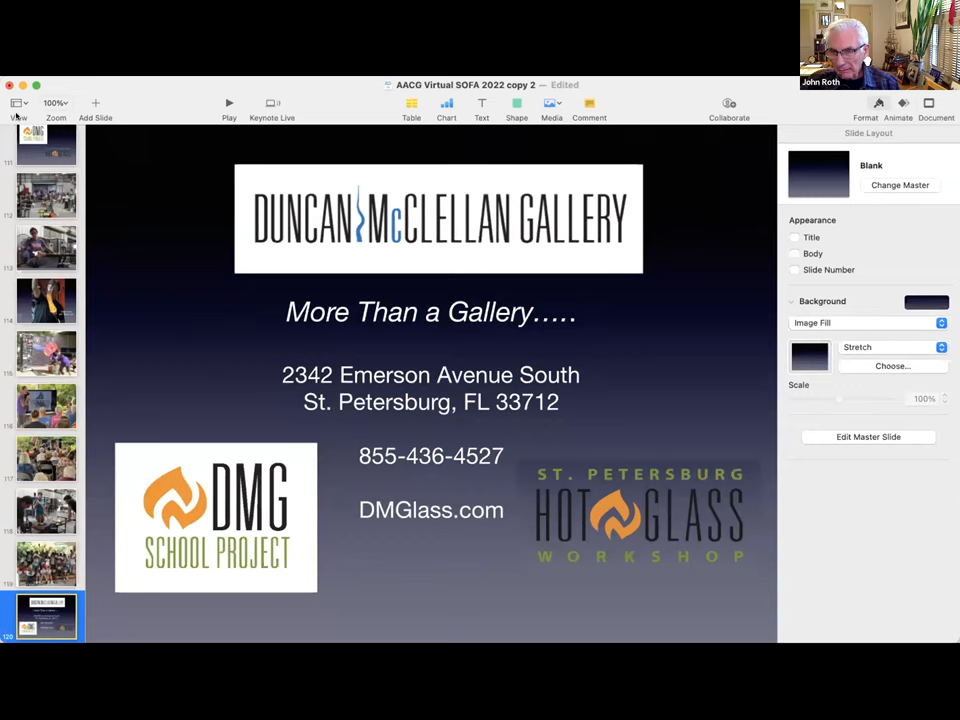 John Roth
AACG Virtual SOFA 2022 copy 2 — Edited
100%
View
Zoom
Add Slide
Play
Keynote Live
Table
Chart
Text
Shape
Media
Comment
Collaborate
Format
Animate
Document
111
112
113
114
115
116
117
118
119
120
DUNCAN McCLELLAN GALLERY
More Than a Gallery.....
2342 Emerson Avenue South
St. Petersburg, FL 33712
855-436-4527
DMGlass.com
DMG
SCHOOL PROJECT
ST. PETERSBURG
HOT GLASS
WORKSHOP
Slide Layout
Blank
Change Master
Appearance
Title
Body
Slide Number
Background
Image Fill
Stretch
Choose...
Scale
100%
Edit Master Slide